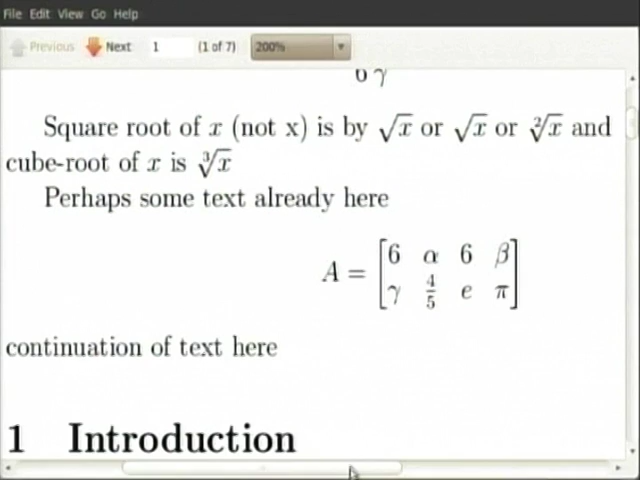 File Edit View Go Help
Previous Next 1 (1 of 7) 200%
γ
Square root of x (not x) is by √x or √x or ²√x and
cube-root of x is ³√x
Perhaps some text already here
A = [6 α 6 β
γ 4/5 e π]
continuation of text here
1 Introduction